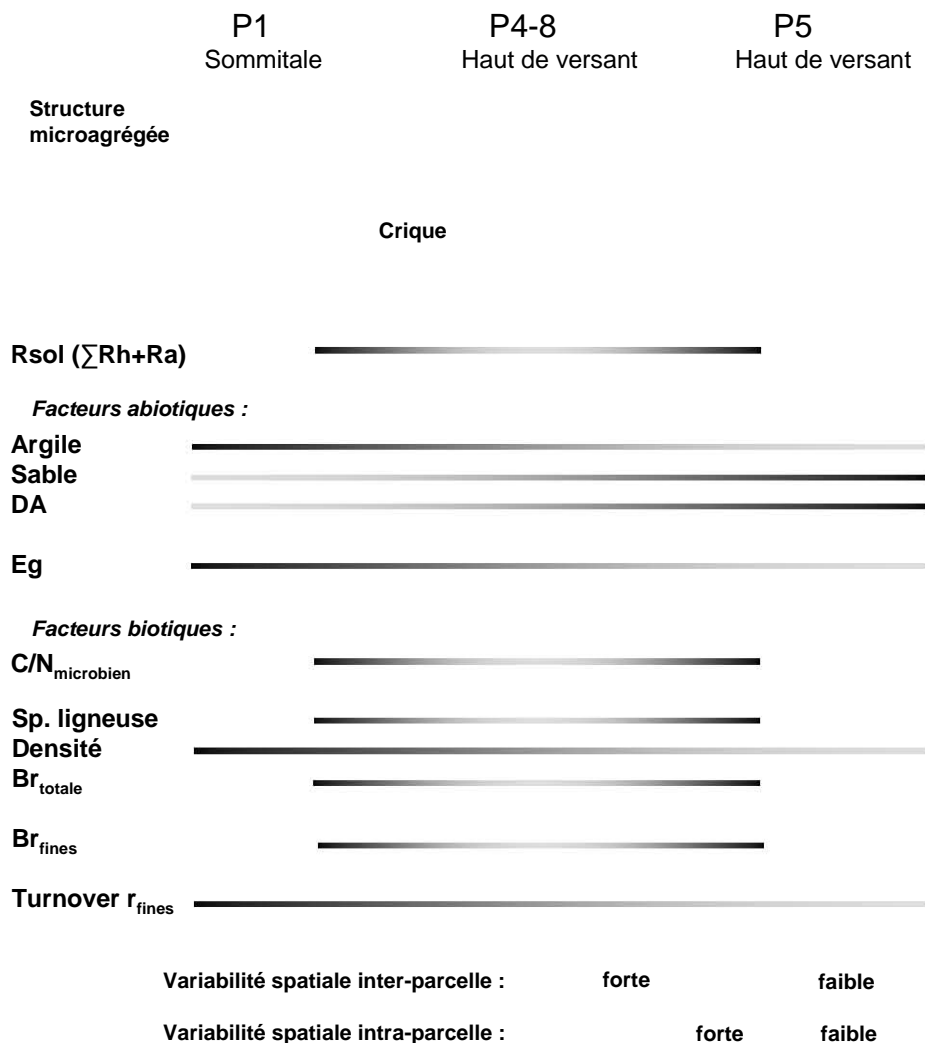 P1 P4-8 P5
Sommitale Haut de versant Haut de versant
Structure
microagrégée
Crique
Rsol (∑Rh+Ra)
Facteurs abiotiques :
Argile
Sable
DA
Eg
Facteurs biotiques :
C/Nmicrobien
Sp. ligneuse
Densité
Brtotale
Brfines
Turnover rfines
Variabilité spatiale inter-parcelle : forte faible
Variabilité spatiale intra-parcelle : forte faible